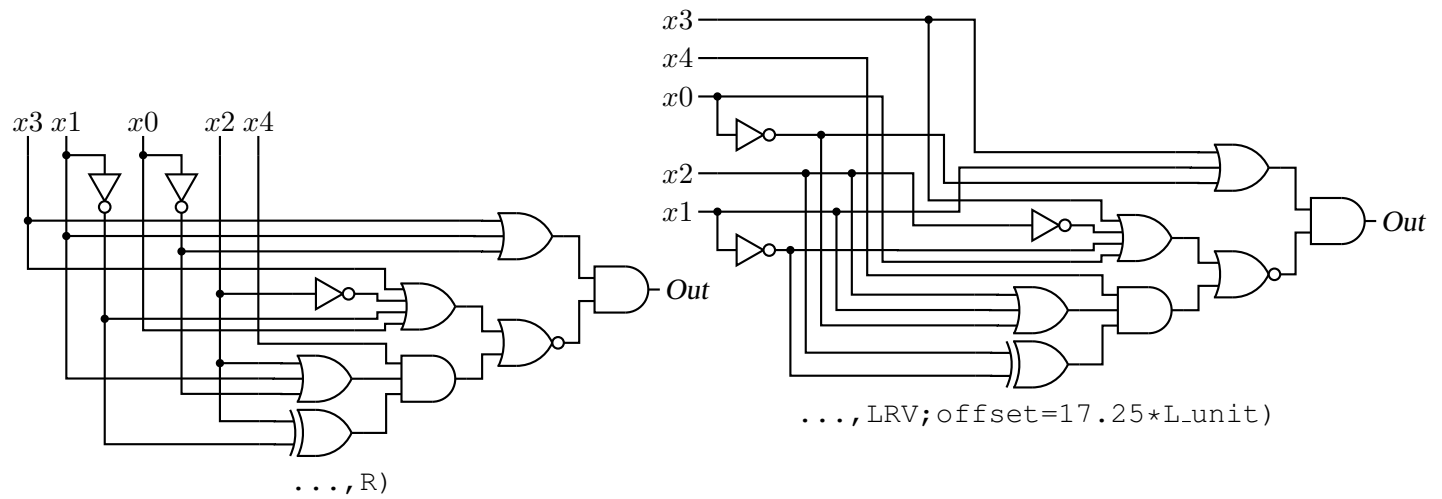 x3 x1 x0 x2 x4
Out
...,R)
x3
x4
x0
x2
x1
Out
...,LRV;offset=17.25*L_unit)